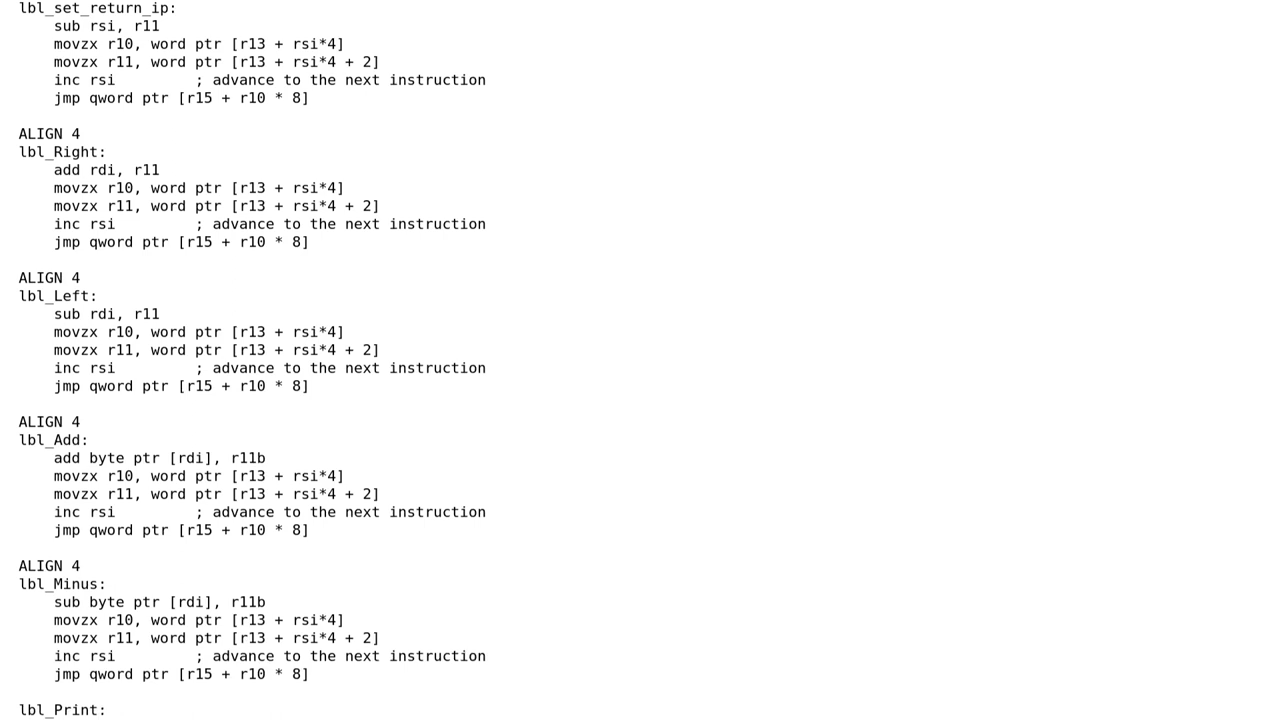 lbl_set_return_ip:
    sub rsi, r11
    movzx r10, word ptr [r13 + rsi*4]
    movzx r11, word ptr [r13 + rsi*4 + 2]
    inc rsi         ; advance to the next instruction
    jmp qword ptr [r15 + r10 * 8]

ALIGN 4
lbl_Right:
    add rdi, r11
    movzx r10, word ptr [r13 + rsi*4]
    movzx r11, word ptr [r13 + rsi*4 + 2]
    inc rsi         ; advance to the next instruction
    jmp qword ptr [r15 + r10 * 8]

ALIGN 4
lbl_Left:
    sub rdi, r11
    movzx r10, word ptr [r13 + rsi*4]
    movzx r11, word ptr [r13 + rsi*4 + 2]
    inc rsi         ; advance to the next instruction
    jmp qword ptr [r15 + r10 * 8]

ALIGN 4
lbl_Add:
    add byte ptr [rdi], r11b
    movzx r10, word ptr [r13 + rsi*4]
    movzx r11, word ptr [r13 + rsi*4 + 2]
    inc rsi         ; advance to the next instruction
    jmp qword ptr [r15 + r10 * 8]

ALIGN 4
lbl_Minus:
    sub byte ptr [rdi], r11b
    movzx r10, word ptr [r13 + rsi*4]
    movzx r11, word ptr [r13 + rsi*4 + 2]
    inc rsi         ; advance to the next instruction
    jmp qword ptr [r15 + r10 * 8]

lbl_Print: